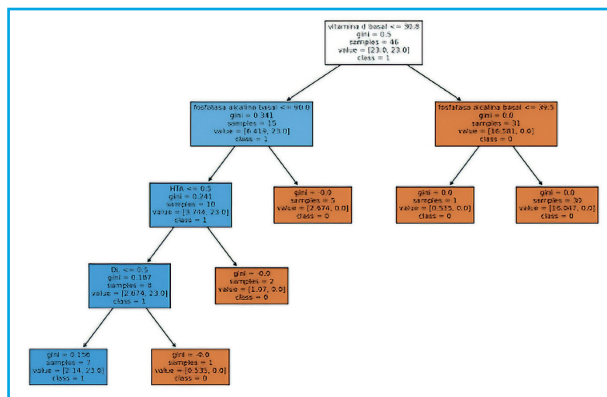 vitamina d basal <= 30.8
gini = 0.5
samples = 46
value = [23.0, 23.0]
class = 1
fosfatasa alcalina basal <= 90.0
gini = 0.341
samples = 15
value = [6.419, 23.0]
class = 1
fosfatasa alcalina basal <= 39.5
gini = 0.0
samples = 31
value = [16.581, 0.0]
class = 0
HTA <= 0.5
gini = 0.241
samples = 10
value = [3.744, 23.0]
class = 1
gini = -0.0
samples = 5
value = [2.674, 0.0]
class = 0
gini = 0.0
samples = 1
value = [0.535, 0.0]
class = 0
gini = 0.0
samples = 30
value = [16.047, 0.0]
class = 0
DL <= 0.5
gini = 0.187
samples = 8
value = [2.674, 23.0]
class = 1
gini = -0.0
samples = 2
value = [1.07, 0.0]
class = 0
gini = 0.156
samples = 7
value = [2.14, 23.0]
class = 1
gini = -0.0
samples = 1
value = [0.535, 0.0]
class = 0